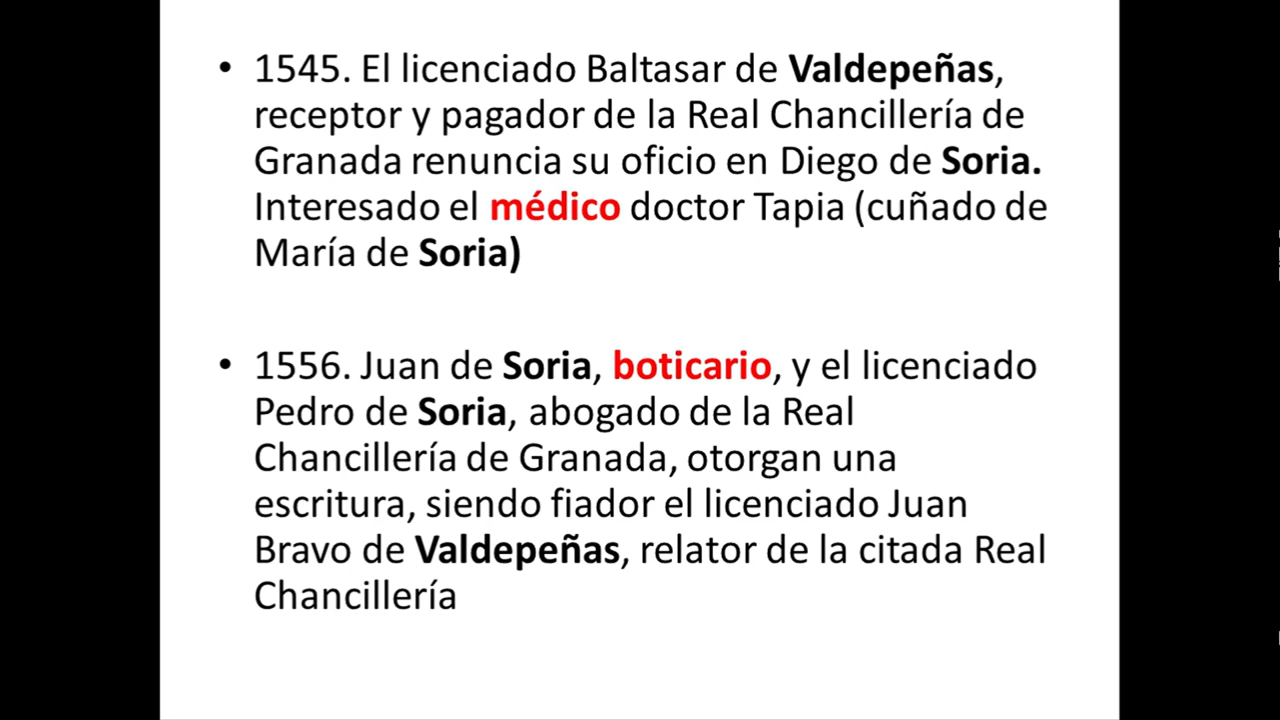 • 1545. El licenciado Baltasar de Valdepeñas,
receptor y pagador de la Real Chancillería de
Granada renuncia su oficio en Diego de Soria.
Interesado el médico doctor Tapia (cuñado de
María de Soria)
• 1556. Juan de Soria, boticario, y el licenciado
Pedro de Soria, abogado de la Real
Chancillería de Granada, otorgan una
escritura, siendo fiador el licenciado Juan
Bravo de Valdepeñas, relator de la citada Real
Chancillería